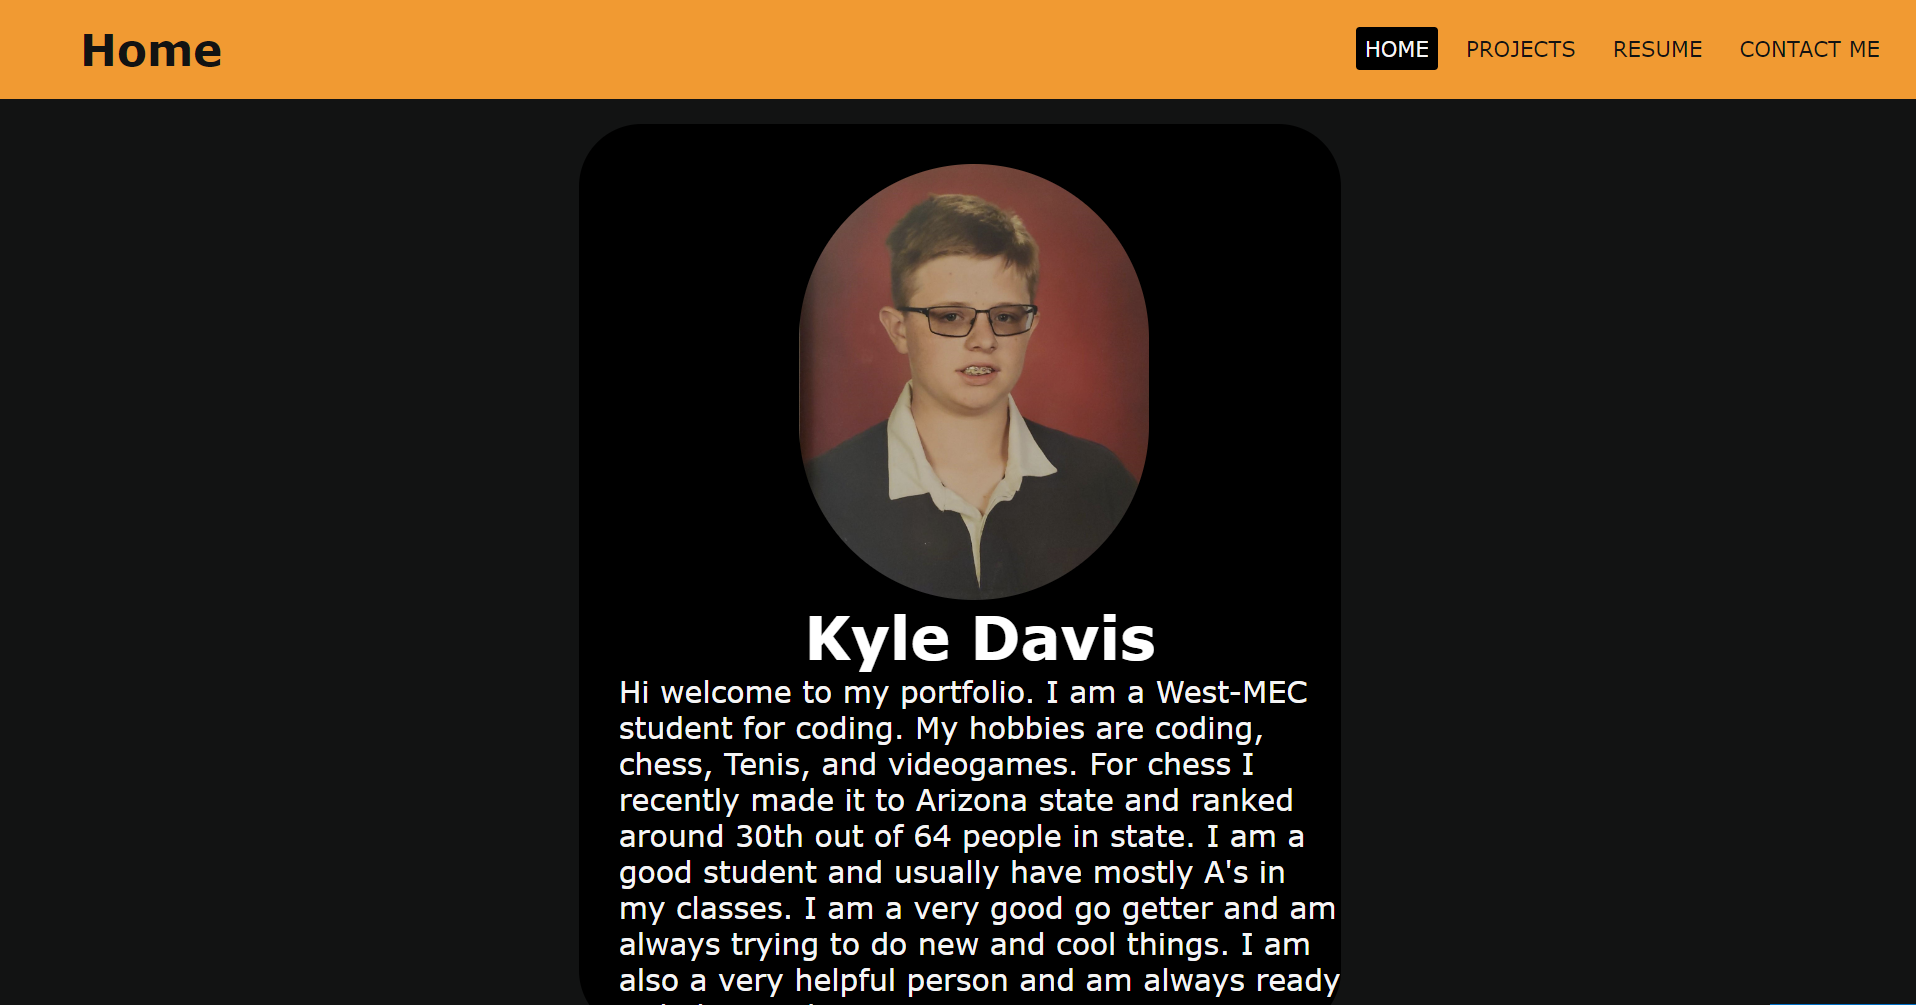 Home
HOME PROJECTS RESUME CONTACT ME
Kyle Davis
Hi welcome to my portfolio. I am a West-MEC
student for coding. My hobbies are coding,
chess, Tenis, and videogames. For chess I
recently made it to Arizona state and ranked
around 30th out of 64 people in state. I am a
good student and usually have mostly A's in
my classes. I am a very good go getter and am
always trying to do new and cool things. I am
also a very helpful person and am always ready